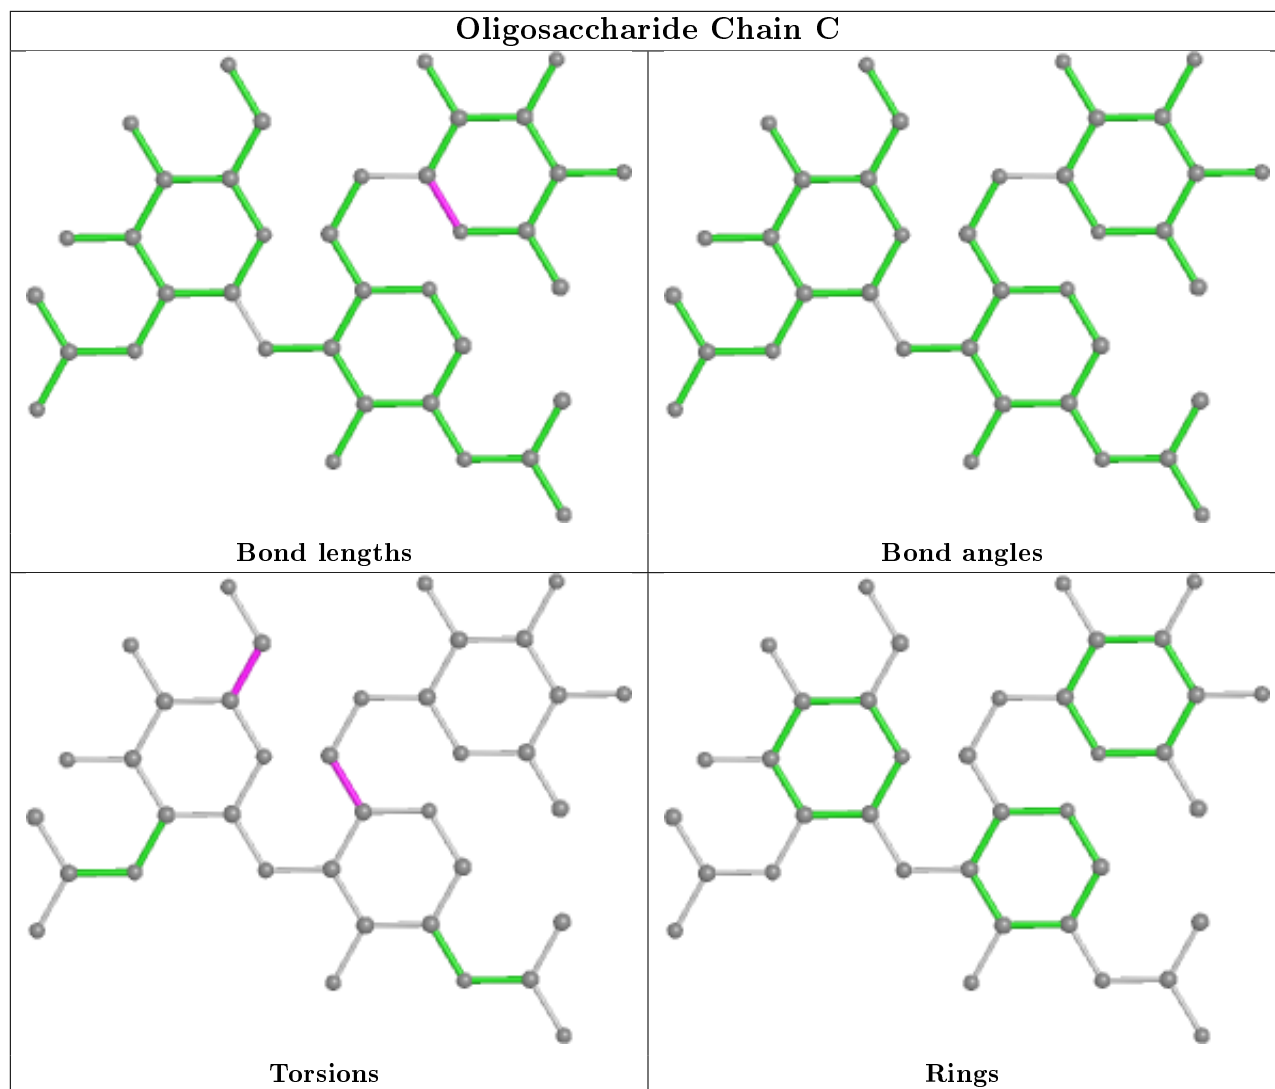 Oligosaccharide Chain C
Bond lengths
Bond angles
Torsions
Rings